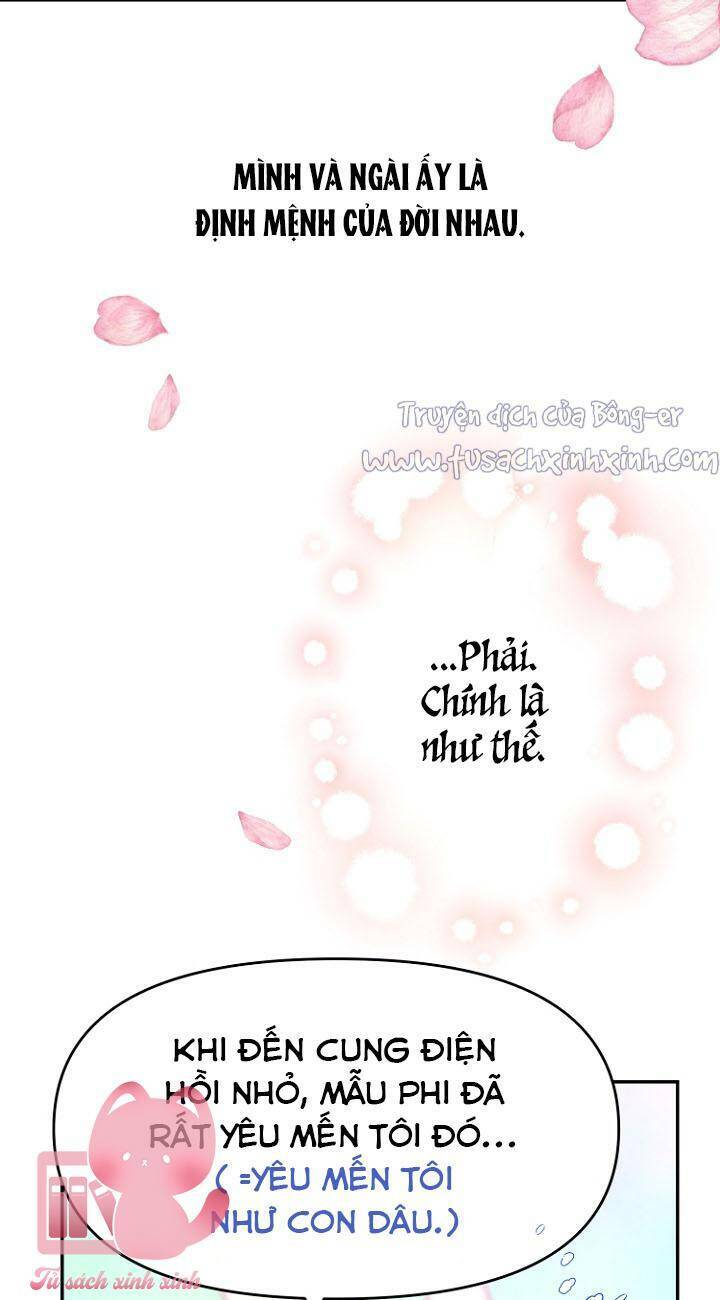 MÌNH VÀ NGÀI ẤY LÀ
ĐỊNH MỆNH CỦA ĐỜI NHAU.
Truyện dịch của Bông-er
www.tusachxinhxinh.com
...Phải.
Chính là
như thế.
KHI ĐẾN CUNG ĐIỆN
HỒI NHỎ, MẪU PHI ĐÃ
RẤT YÊU MẾN TÔI ĐÓ...
( =YÊU MẾN TÔI
NHƯ CON DÂU.)
Tủ sách xinh xinh